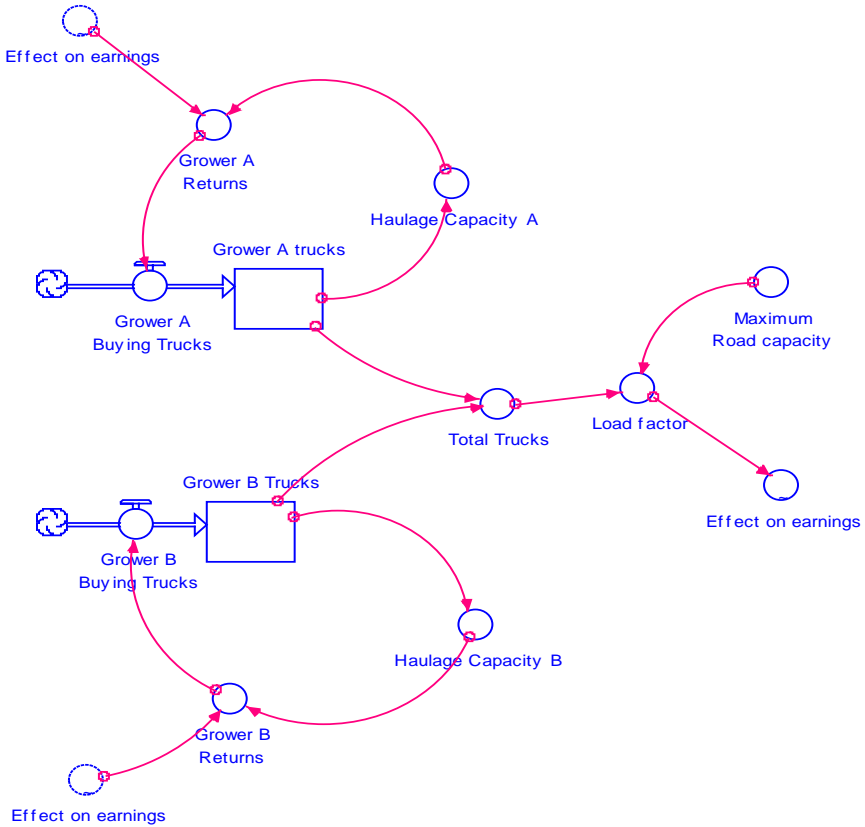 Effect on earnings
Grower A
Returns
Haulage Capacity A
Grower A trucks
Grower A
Buying Trucks
Maximum
Road capacity
Total Trucks
Load factor
Grower B Trucks
Effect on earnings
Grower B
Buying Trucks
Haulage Capacity B
Grower B
Returns
Effect on earnings